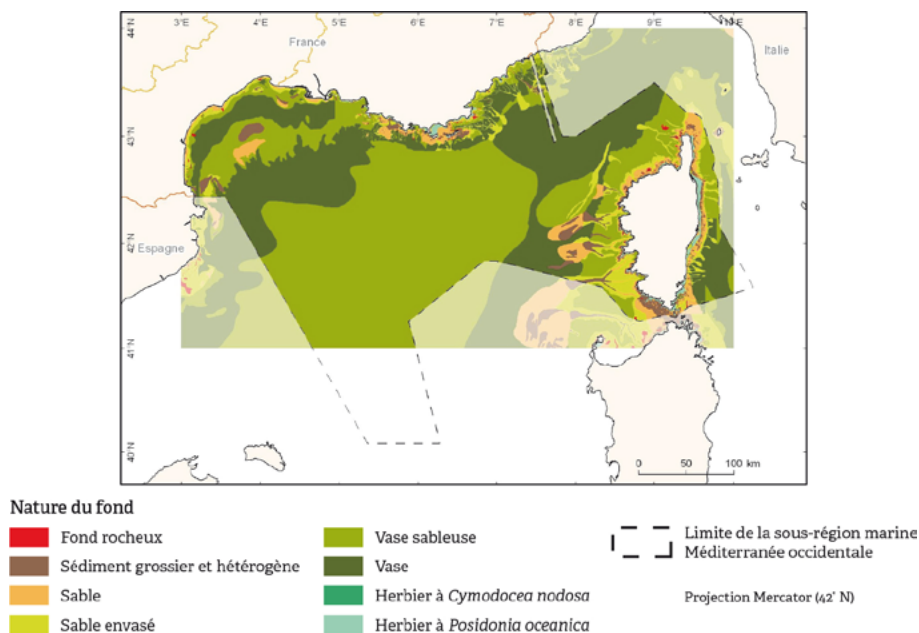 3°E 4°E 5°E 6°E 7°E 8°E 9°E 10°E
44°N
France
Italie
43°N
42°N
Espagne
41°N
40°N
0 50 100 km
Nature du fond
Fond rocheux
Sédiment grossier et hétérogène
Sable
Sable envasé
Vase sableuse
Vase
Herbier à Cymodocea nodosa
Herbier à Posidonia oceanica
Limite de la sous-région marine
Méditerranée occidentale
Projection Mercator (42° N)